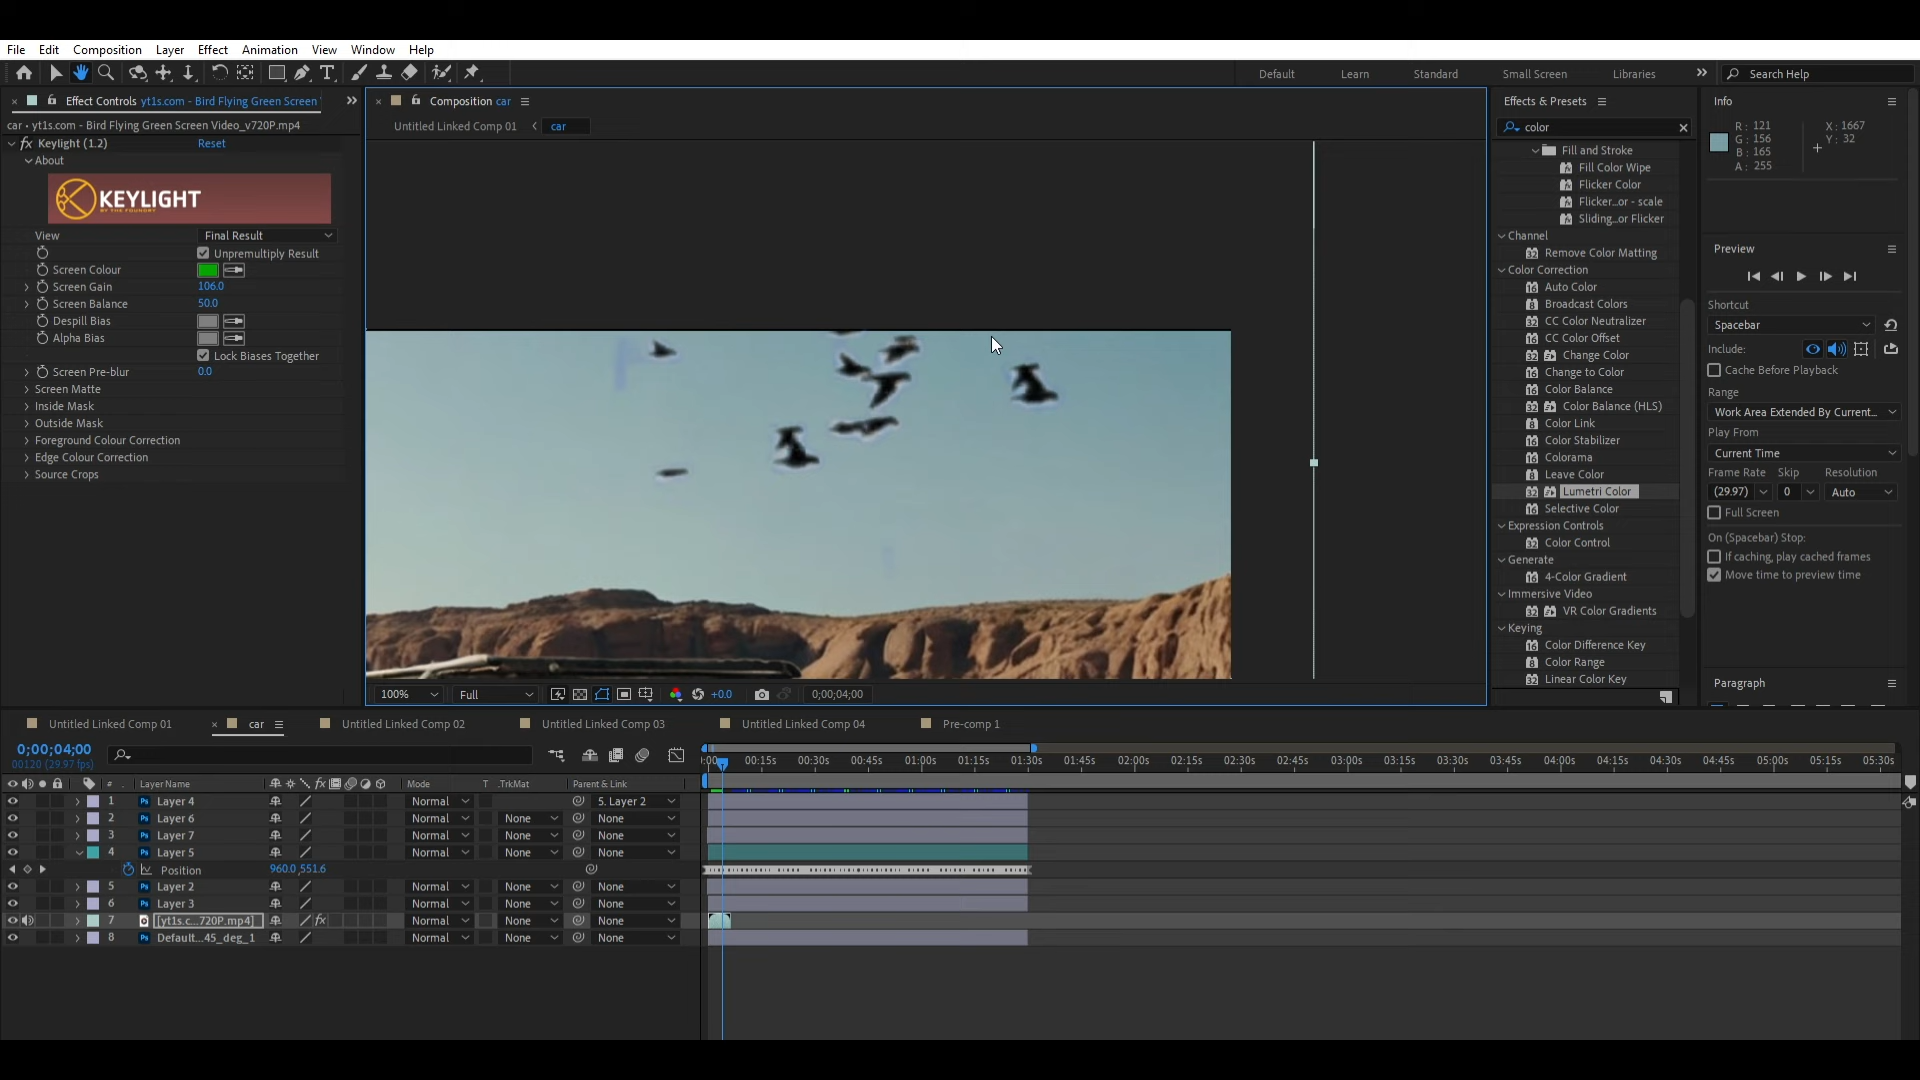 File Edit Composition Layer Effect Animation View Window Help
Default Learn Standard Small Screen Libraries Search Help
Effect Controls yt1s.com - Bird Flying Green Screen
car • yt1s.com - Bird Flying Green Screen Video_v720P.mp4
fx Keylight (1.2) Reset
About
KEYLIGHT
BY THE FOUNDRY
View Final Result
Unpremultiply Result
Screen Colour
Screen Gain 106.0
Screen Balance 50.0
Despill Bias
Alpha Bias
Lock Biases Together
Screen Pre-blur 0.0
Screen Matte
Inside Mask
Outside Mask
Foreground Colour Correction
Edge Colour Correction
Source Crops
Composition car
Untitled Linked Comp 01 car
100% Full +0.0 0;00;04;00
Effects & Presets
color
Fill and Stroke
Fill Color Wipe
Flicker Color
Flicker...or - scale
Sliding...or Flicker
Channel
Remove Color Matting
Color Correction
Auto Color
Broadcast Colors
CC Color Neutralizer
CC Color Offset
Change Color
Change to Color
Color Balance
Color Balance (HLS)
Color Link
Color Stabilizer
Colorama
Leave Color
Lumetri Color
Selective Color
Expression Controls
Color Control
Generate
4-Color Gradient
Immersive Video
VR Color Gradients
Keying
Color Difference Key
Color Range
Linear Color Key
Info
R: 121 X: 1667
G: 156 Y: 32
B: 165
A: 255
Preview
Shortcut
Spacebar
Include:
Cache Before Playback
Range
Work Area Extended By Current...
Play From
Current Time
Frame Rate Skip Resolution
(29.97) 0 Auto
Full Screen
On (Spacebar) Stop:
If caching, play cached frames
Move time to preview time
Paragraph
Untitled Linked Comp 01 car Untitled Linked Comp 02 Untitled Linked Comp 03 Untitled Linked Comp 04 Pre-comp 1
0;00;04;00
00120 (29.97 fps)
:00s 00:15s 00:30s 00:45s 01:00s 01:15s 01:30s 01:45s 02:00s 02:15s 02:30s 02:45s 03:00s 03:15s 03:30s 03:45s 04:00s 04:15s 04:30s 04:45s 05:00s 05:15s 05:30s
# Layer Name fx Mode T .TrkMat Parent & Link
1 Ps Layer 4 Normal 5. Layer 2
2 Ps Layer 6 Normal None None
3 Ps Layer 7 Normal None None
4 Ps Layer 5 Normal None None
Position 960.0,551.6
5 Ps Layer 2 Normal None None
6 Ps Layer 3 Normal None None
7 [yt1s.c...720P.mp4] fx Normal None None
8 Ps Default...45_deg_1 Normal None None